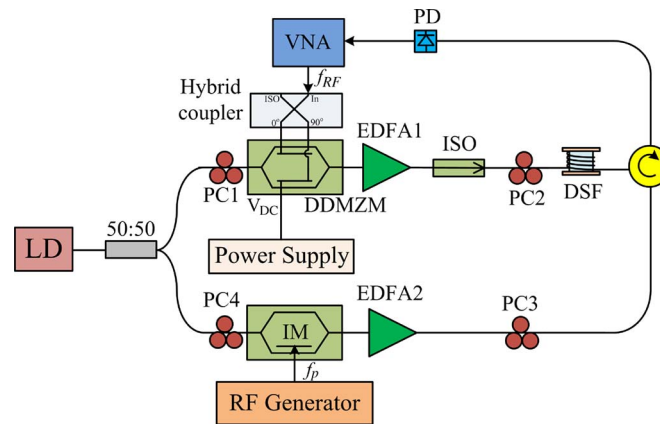 PD
VNA
f_RF
Hybrid
coupler
ISO
In
0°
90°
EDFA1
ISO
PC1
V_DC
DDMZM
PC2
DSF
50:50
LD
Power Supply
PC4
IM
EDFA2
PC3
f_p
RF Generator